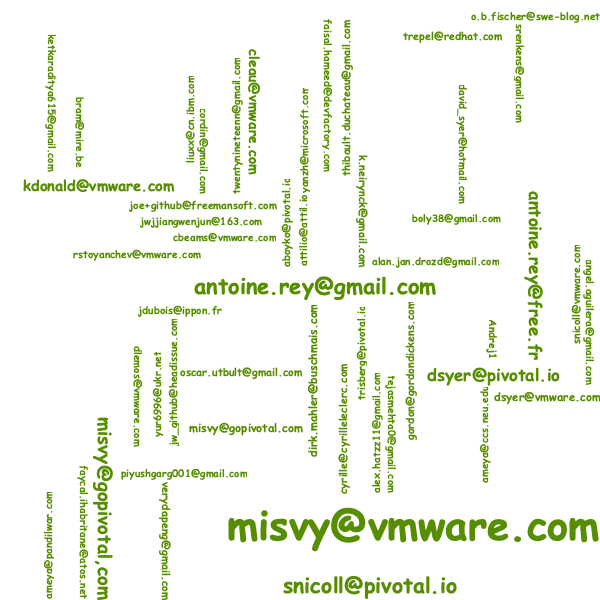 o.b.fischer@swe-blog.net
trepel@redhat.com
srenkens@gmail.com
ketkaraditya615@gmail.com
bram@mire.be
liuxx@cn.ibm.com
cordin@gmail.com
twentynineteenn@gmail.com
cleau@vmware.com
attilio@attil.io
yanzh@microsoft.com
faisal.hameed@devfactory.com
thibault.duchateau@gmail.com
k.neirynck@gmail.com
david_syer@hotmail.com
kdonald@vmware.com
joe+github@freemansoft.com
jwjjiangwenjun@163.com
cbeams@vmware.com
aboyko@pivotal.io
boly38@gmail.com
antoine.rey@free.fr
rstoyanchev@vmware.com
alan.jan.drozd@gmail.com
snicoll@vmware.com
angel.aguilera@gmail.com
antoine.rey@gmail.com
jdubois@ippon.fr
dlemos@vmware.com
yur6696@ukr.net
jw_github@headissue.com
oscar.utbult@gmail.com
dirk.mahler@buschmais.com
trisberg@pivotal.io
gordon@gordondickens.com
Andrej1
dsyer@pivotal.io
dsyer@vmware.com
cyrille@cyrilleleclerc.com
alex.hatzz11@gmail.com
tejasmehta0@gmail.com
ameya@ccs.neu.edu
misvy@gopivotal.com
misvy@gopivotal,com
piyushgarg001@gmail.com
ameya@pandilwar.com
faycal.ihabritane@atos.net
verydapeng@gmail.com
misvy@vmware.com
snicoll@pivotal.io